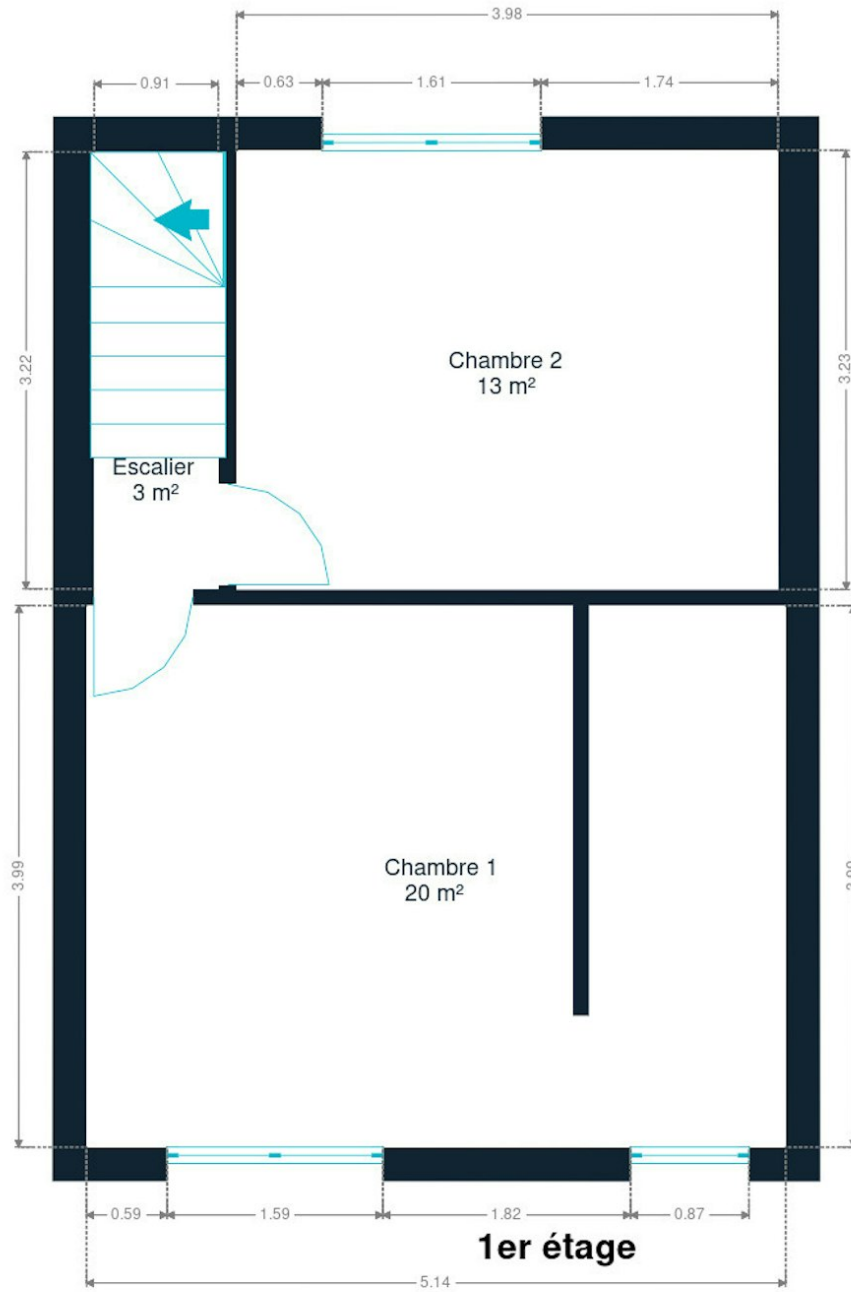 3.98
0.91
0.63
1.61
1.74
3.22
3.23
Chambre 2
13 m²
Escalier
3 m²
3.99
Chambre 1
20 m²
0.59
1.59
1.82
0.87
1er étage
5.14